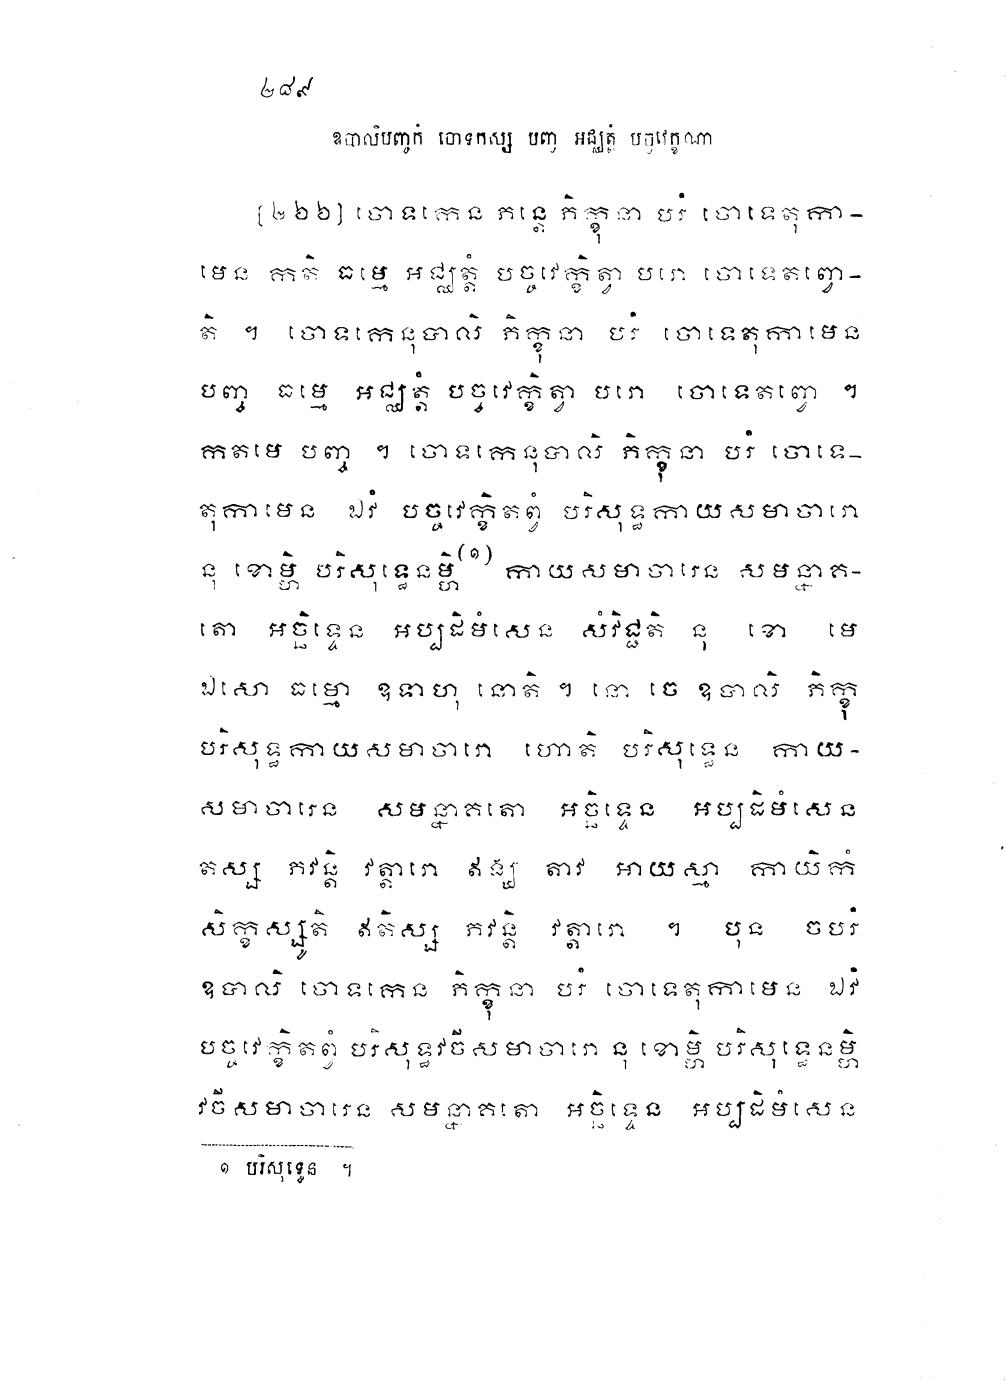 ២៨៩
ឧបាលិបញ្ចកំ ចោទកស្ស បញ្ច អជ្ឈត្តំ បច្ចវេក្ខណា
[២៦៦] ចោទកេន ភន្តេ ភិក្ខុនា បរំ ចោទេតុកា-
មេន កតិ ធម្មេ អជ្ឈត្តំ បច្ចវេក្ខិត្វា បរោ ចោទេតព្វោ-
តិ ។ ចោទកេនុបាលិ ភិក្ខុនា បរំ ចោទេតុកាមេន
បញ្ច ធម្មេ អជ្ឈត្តំ បច្ចវេក្ខិត្វា បរោ ចោទេតព្វោ ។
កតមេ បញ្ច ។ ចោទកេនុបាលិ ភិក្ខុនា បរំ ចោទេ-
តុកាមេន ឯវំ បច្ចវេក្ខិតព្វំ បរិសុទ្ធកាយសមាចារោ
នុ ខោម្ហិ បរិសុទ្ធេនម្ហិ(១) កាយសមាចារេន សមន្នាគ-
តោ អច្ឆិទ្ទេន អប្បដិមំសេន សំវិជ្ជតិ នុ ខោ មេ
ឯសោ ធម្មោ ឧទាហុ នោតិ ។ នោ ចេ ឧបាលិ ភិក្ខុ
បរិសុទ្ធកាយសមាចារោ ហោតិ បរិសុទ្ធេន កាយ-
សមាចារេន សមន្នាគតោ អច្ឆិទ្ទេន អប្បដិមំសេន
តស្ស ភវន្តិ វត្តារោ ឥង្ឃ តាវ អាយស្មា កាយិកំ
សិក្ខស្សូតិ ឥតិស្ស ភវន្តិ វត្តារោ ។ បុន ចបរំ
ឧបាលិ ចោទកេន ភិក្ខុនា បរំ ចោទេតុកាមេន ឯវំ
បច្ចវេក្ខិតព្វំ បរិសុទ្ធវចីសមាចារោ នុ ខោម្ហិ បរិសុទ្ធេនម្ហិ
វចីសមាចារេន សមន្នាគតោ អច្ឆិទ្ទេន អប្បដិមំសេន
១ បរិសុទ្ធេន ។